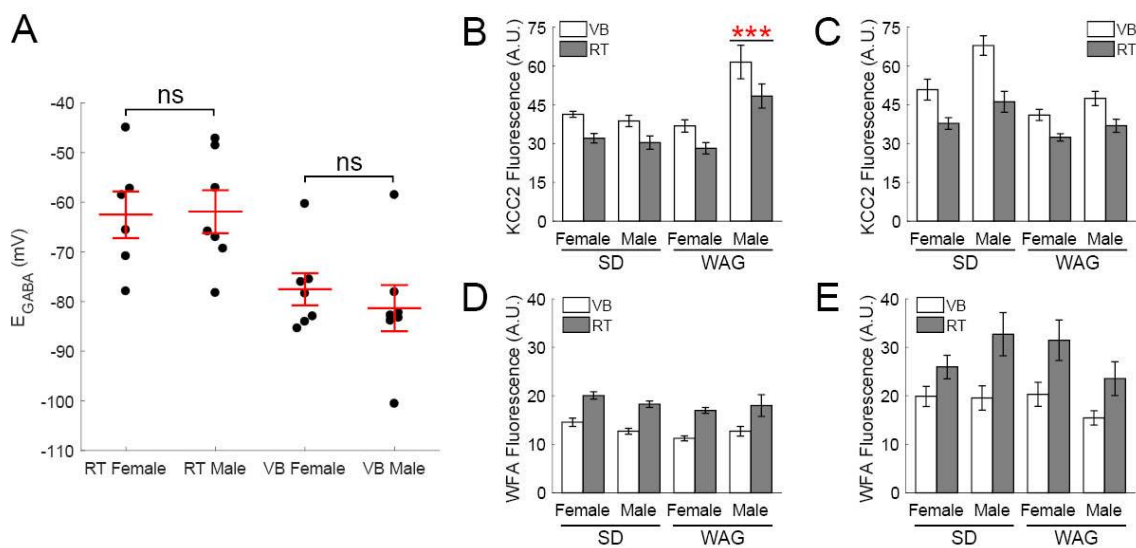 A
ns
ns
-40
-50
-60
-70
-80
-90
-100
-110
E_GABA (mV)
RT Female RT Male VB Female VB Male
B
VB
RT
***
75
60
45
30
15
0
KCC2 Fluorescence (A.U.)
Female Male Female Male
SD WAG
C
VB
RT
75
60
45
30
15
0
KCC2 Fluorescence (A.U.)
Female Male Female Male
SD WAG
D
VB
RT
40
30
20
10
0
WFA Fluorescence (A.U.)
Female Male Female Male
SD WAG
E
VB
RT
40
30
20
10
0
WFA Fluorescence (A.U.)
Female Male Female Male
SD WAG